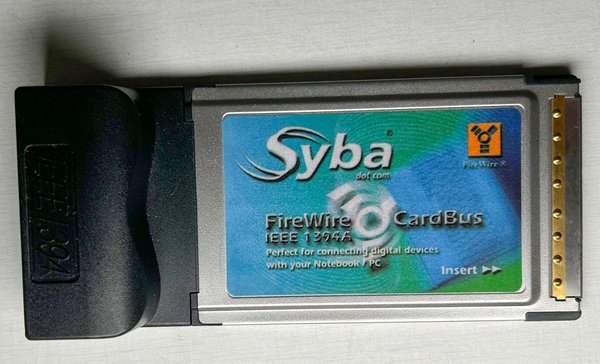 Syba®
dot com
FireWire®
FireWire CardBus
IEEE 1394A
Perfect for connecting digital devices
with your Notebook / PC
Insert ►►
IEEE 1394